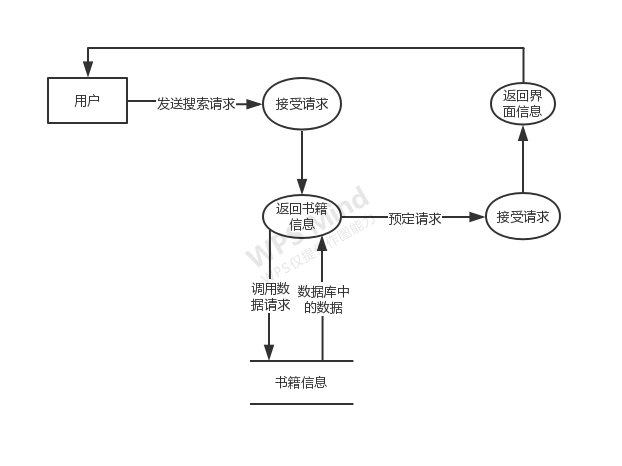 用户
发送搜索请求
接受请求
返回界
面信息
返回书籍
信息
预定请求
接受请求
调用数
据请求
数据库中
的数据
书籍信息
WPS Mind